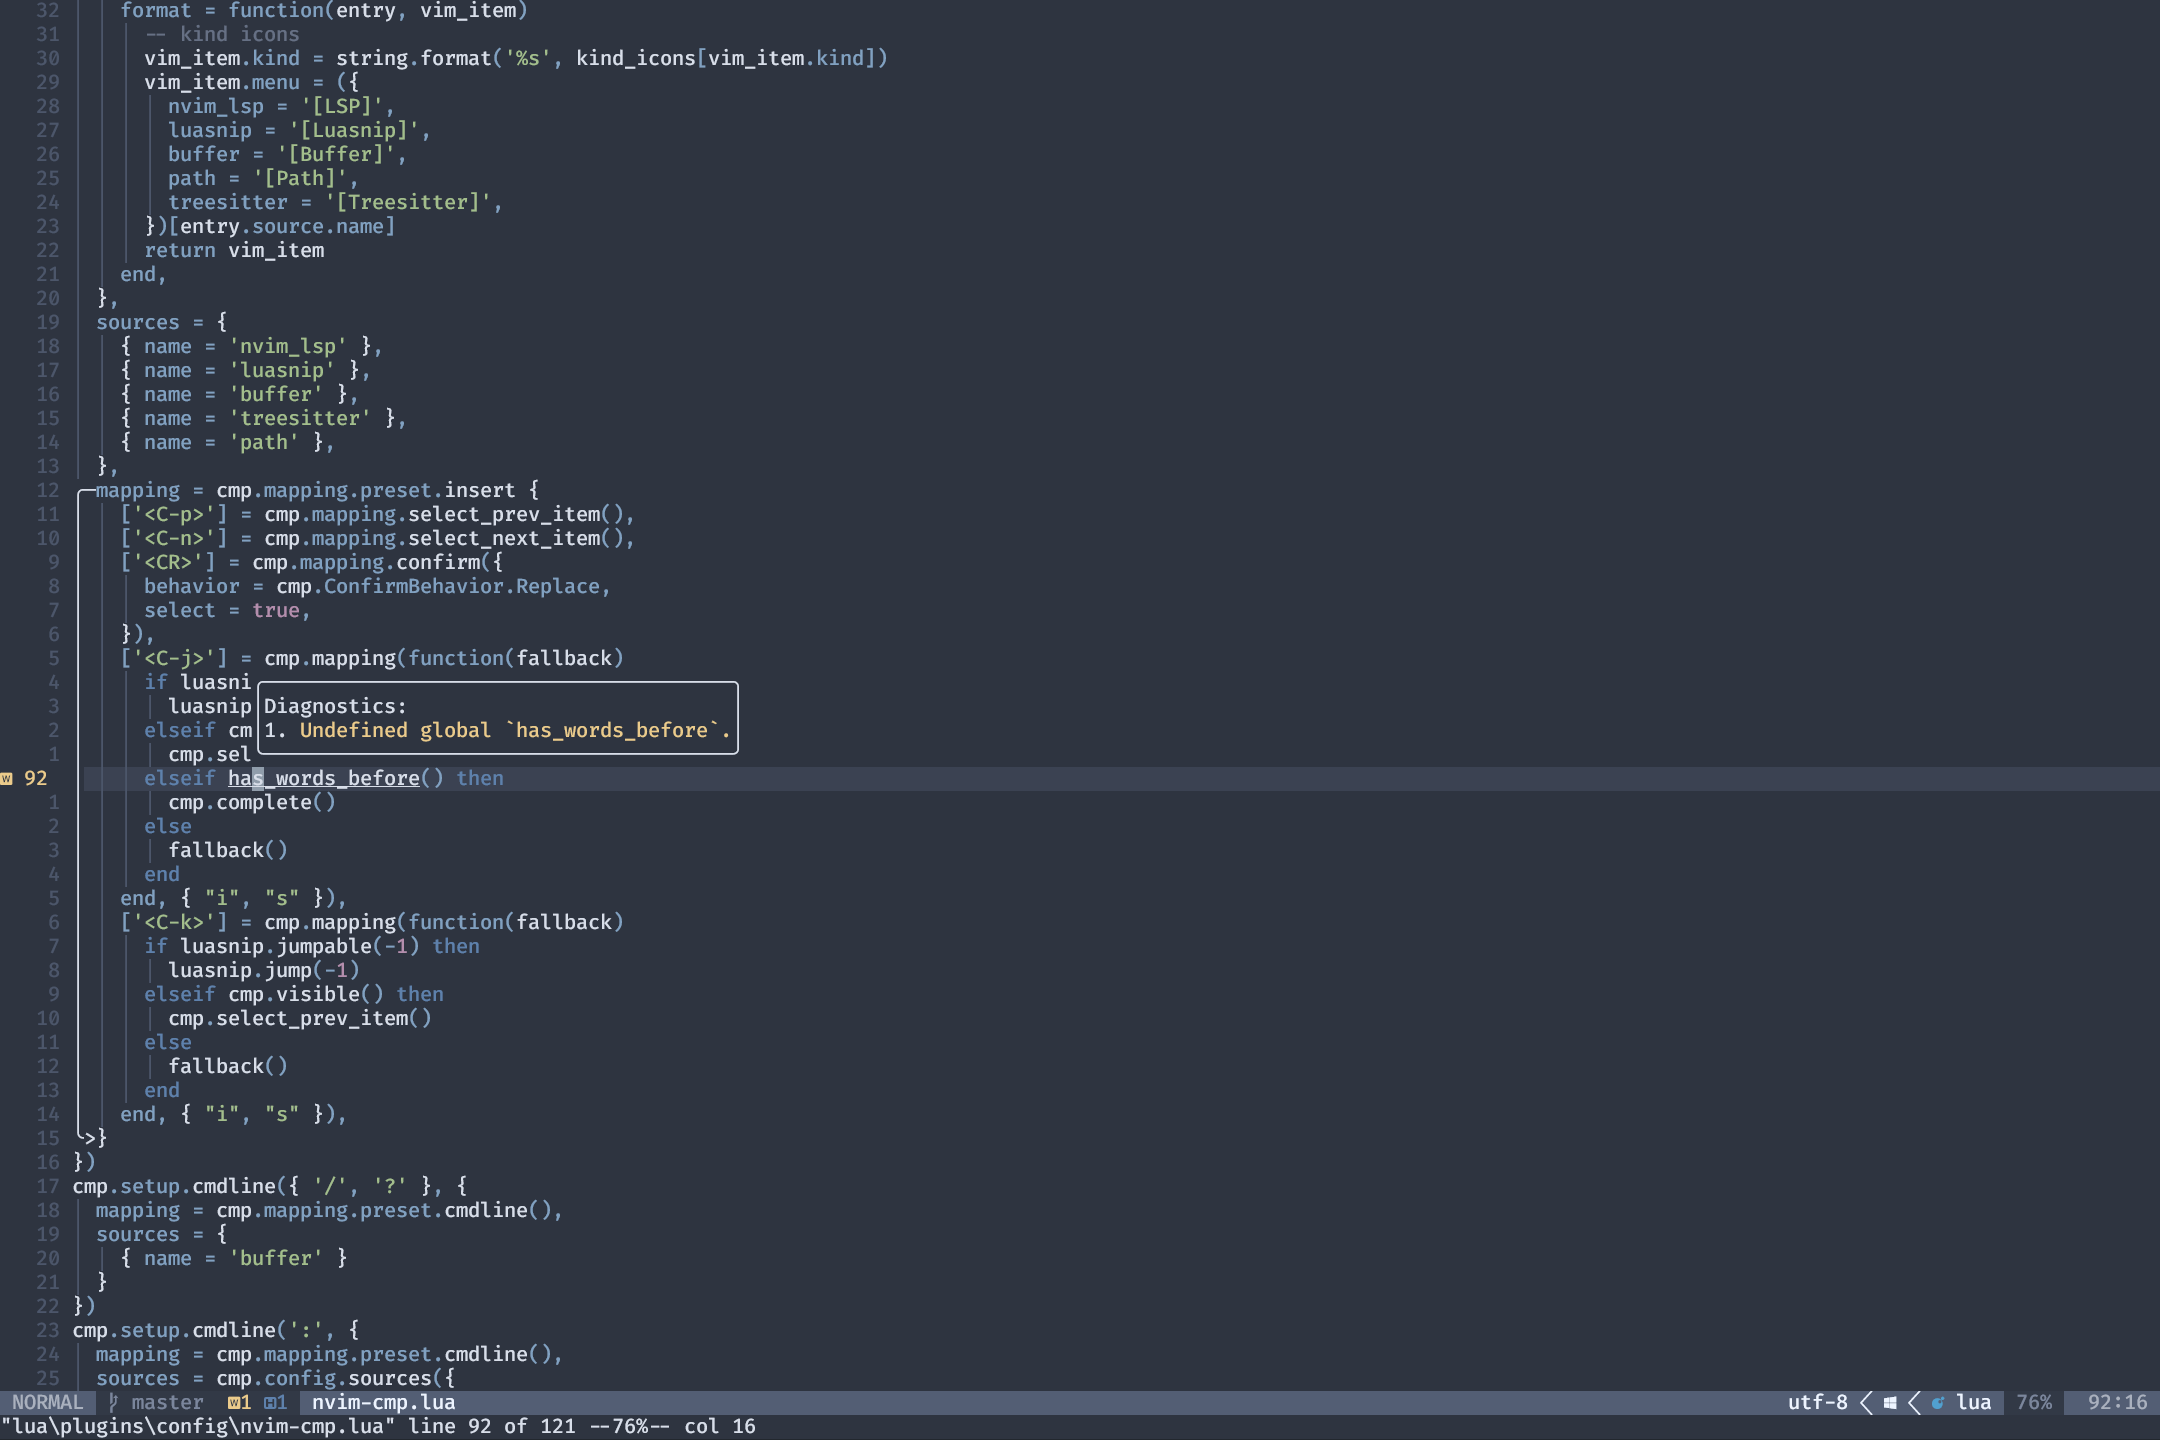 32 format = function(entry, vim_item)
31 -- kind icons
30 vim_item.kind = string.format('%s', kind_icons[vim_item.kind])
29 vim_item.menu = ({
28 nvim_lsp = '[LSP]',
27 luasnip = '[Luasnip]',
26 buffer = '[Buffer]',
25 path = '[Path]',
24 treesitter = '[Treesitter]',
23 })[entry.source.name]
22 return vim_item
21 end,
20 },
19 sources = {
18 { name = 'nvim_lsp' },
17 { name = 'luasnip' },
16 { name = 'buffer' },
15 { name = 'treesitter' },
14 { name = 'path' },
13 },
12 mapping = cmp.mapping.preset.insert {
11 ['<C-p>'] = cmp.mapping.select_prev_item(),
10 ['<C-n>'] = cmp.mapping.select_next_item(),
9 ['<CR>'] = cmp.mapping.confirm({
8 behavior = cmp.ConfirmBehavior.Replace,
7 select = true,
6 }),
5 ['<C-j>'] = cmp.mapping(function(fallback)
4 if luasni
3 luasnip Diagnostics:
2 elseif cm 1. Undefined global `has_words_before`.
1 cmp.sel
W 92 elseif has_words_before() then
1 cmp.complete()
2 else
3 fallback()
4 end
5 end, { "i", "s" }),
6 ['<C-k>'] = cmp.mapping(function(fallback)
7 if luasnip.jumpable(-1) then
8 luasnip.jump(-1)
9 elseif cmp.visible() then
10 cmp.select_prev_item()
11 else
12 fallback()
13 end
14 end, { "i", "s" }),
15 >}
16 })
17 cmp.setup.cmdline({ '/', '?' }, {
18 mapping = cmp.mapping.preset.cmdline(),
19 sources = {
20 { name = 'buffer' }
21 }
22 })
23 cmp.setup.cmdline(':', {
24 mapping = cmp.mapping.preset.cmdline(),
25 sources = cmp.config.sources({
NORMAL master W1 H1 nvim-cmp.lua utf-8 lua 76% 92:16
"lua\plugins\config\nvim-cmp.lua" line 92 of 121 --76%-- col 16